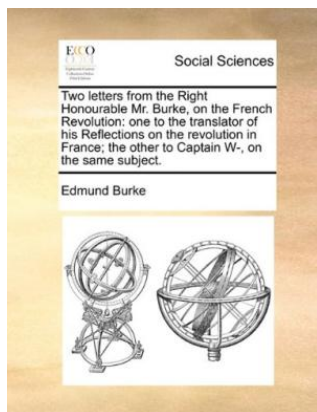 ECCO
Social Sciences
Two letters from the Right
Honourable Mr. Burke, on the French
Revolution: one to the translator of
his Reflections on the revolution in
France; the other to Captain W-, on
the same subject.
Edmund Burke